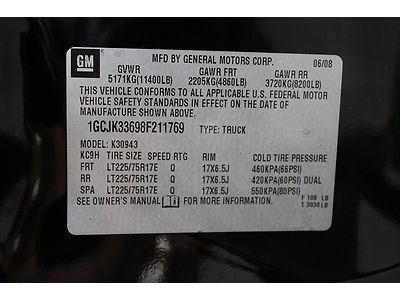 GM
MFD BY GENERAL MOTORS CORP. 06/08
GVWR GAWR FRT GAWR RR
5171KG(11400LB) 2205KG(4860LB) 3720KG(8200LB)
THIS VEHICLE CONFORMS TO ALL APPLICABLE U.S. FEDERAL MOTOR
VEHICLE SAFETY STANDARDS IN EFFECT ON THE DATE OF
MANUFACTURE SHOWN ABOVE.
1GCJK33698F211769 TYPE: TRUCK
MODEL: K30943
KC9H TIRE SIZE SPEED RTG RIM COLD TIRE PRESSURE
FRT LT225/75R17E Q 17X6.5J 460KPA(66PSI)
RR LT225/75R17E Q 17X6.5J 420KPA(60PSI) DUAL
SPA LT225/75R17E Q 17X6.5J 550KPA(80PSI)
SEE OWNER'S MANUAL FOR MORE INFORMATION F 108 LB
T 3030 LB